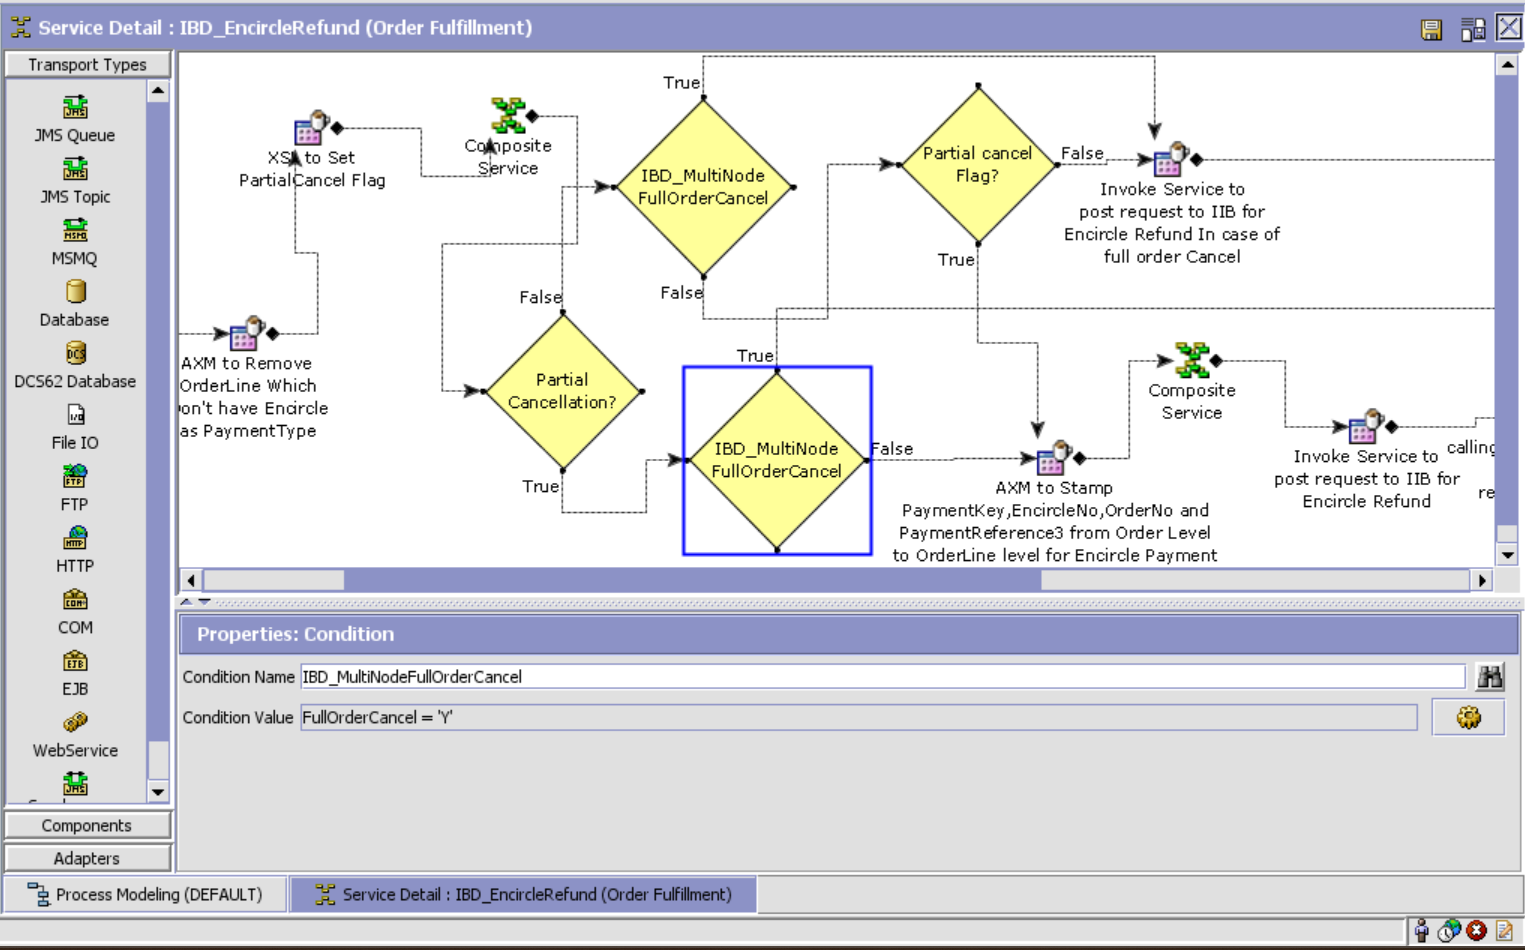 Service Detail : IBD_EncircleRefund (Order Fulfillment)
Transport Types
JMS Queue
JMS Topic
MSMQ
Database
DCS62 Database
File IO
FTP
HTTP
COM
EJB
WebService
Components
Adapters
XSL to Set
PartialCancel Flag
Composite
Service
True
IBD_MultiNode
FullOrderCancel
False
Partial cancel
Flag?
False
True
Invoke Service to
post request to IIB for
Encircle Refund In case of
full order Cancel
AXM to Remove
OrderLine Which
on't have Encircle
as PaymentType
False
Partial
Cancellation?
True
True
IBD_MultiNode
FullOrderCancel
False
AXM to Stamp
PaymentKey,EncircleNo,OrderNo and
PaymentReference3 from Order Level
to OrderLine level for Encircle Payment
Composite
Service
Invoke Service to
post request to IIB for
Encircle Refund
calling
re
Properties: Condition
Condition Name IBD_MultiNodeFullOrderCancel
Condition Value FullOrderCancel = 'Y'
Process Modeling (DEFAULT)
Service Detail : IBD_EncircleRefund (Order Fulfillment)